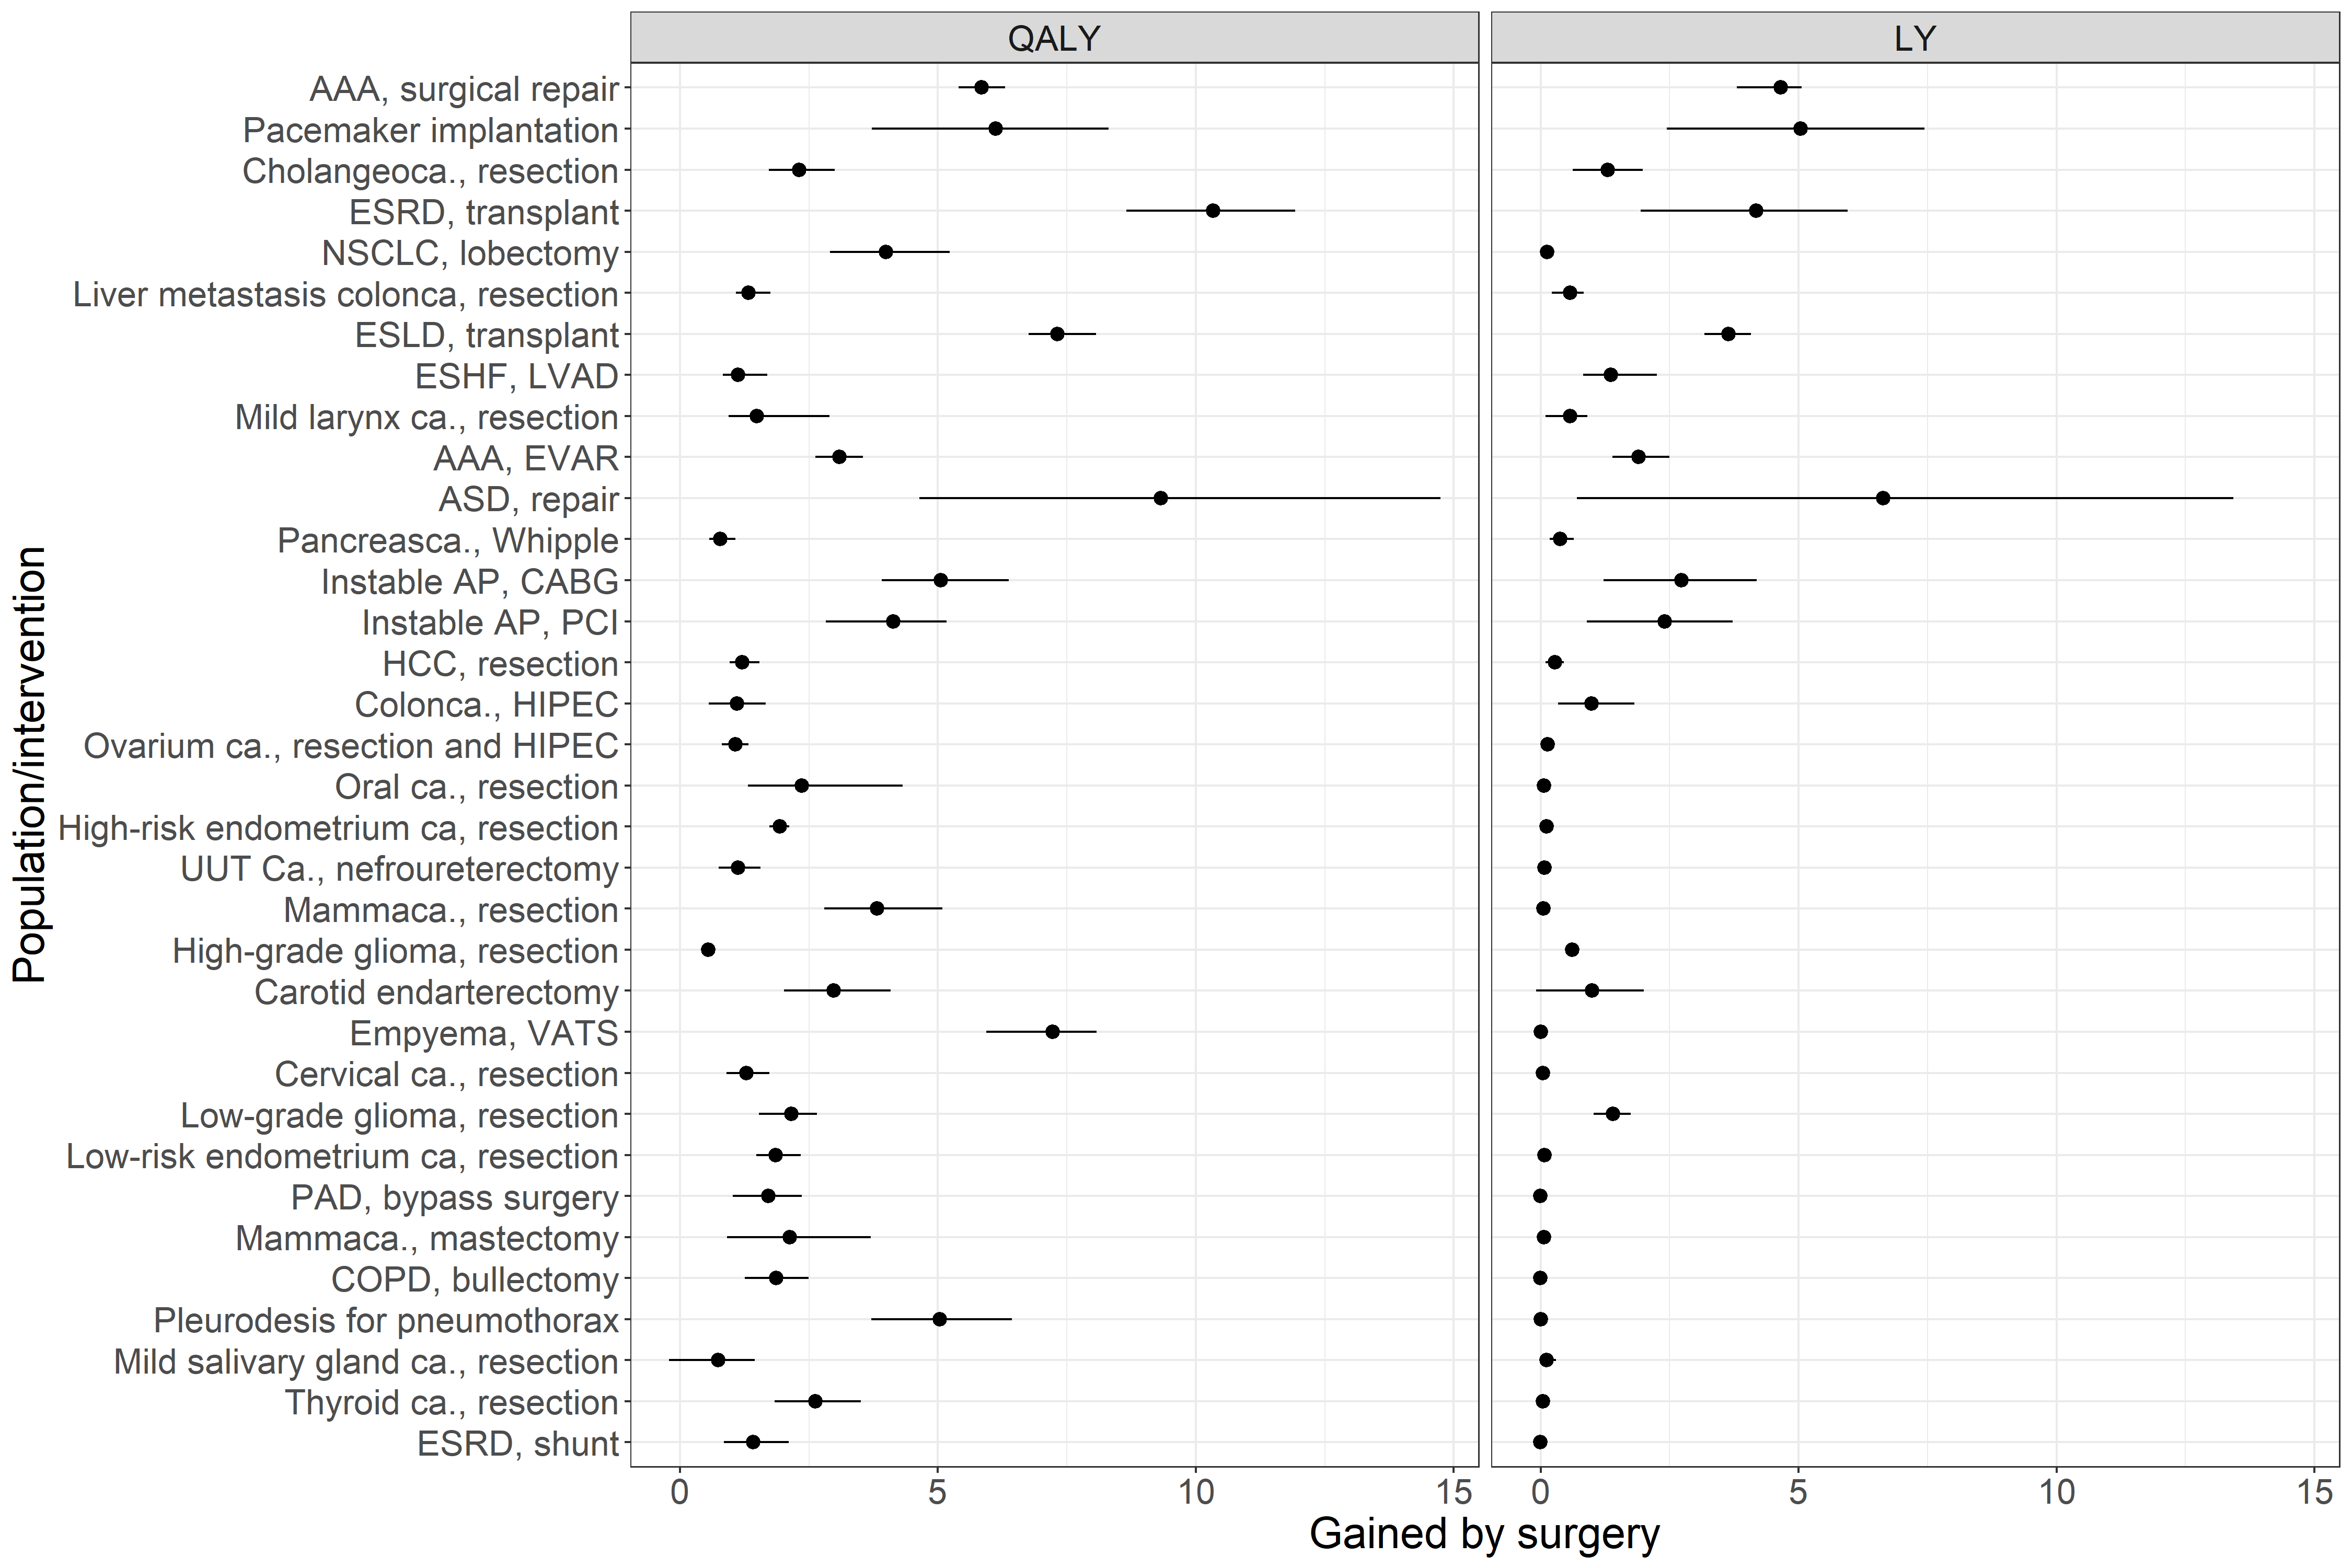 QALY
LY
AAA, surgical repair
Pacemaker implantation
Cholangeoca., resection
ESRD, transplant
NSCLC, lobectomy
Liver metastasis colonca, resection
ESLD, transplant
ESHF, LVAD
Mild larynx ca., resection
AAA, EVAR
ASD, repair
Pancreasca., Whipple
Instable AP, CABG
Instable AP, PCI
HCC, resection
Colonca., HIPEC
Ovarium ca., resection and HIPEC
Oral ca., resection
High-risk endometrium ca, resection
UUT Ca., nefroureterectomy
Mammaca., resection
High-grade glioma, resection
Carotid endarterectomy
Empyema, VATS
Cervical ca., resection
Low-grade glioma, resection
Low-risk endometrium ca, resection
PAD, bypass surgery
Mammaca., mastectomy
COPD, bullectomy
Pleurodesis for pneumothorax
Mild salivary gland ca., resection
Thyroid ca., resection
ESRD, shunt
Population/intervention
0 5 10 15
0 5 10 15
Gained by surgery